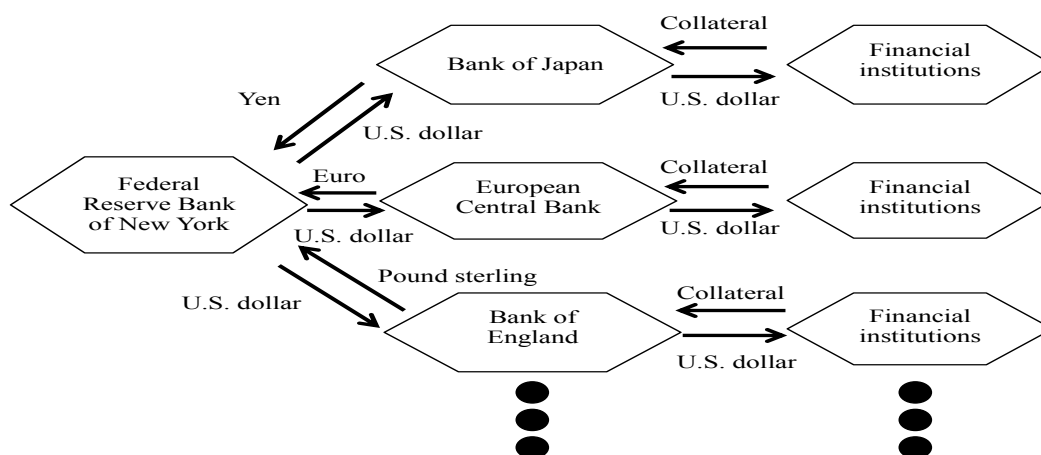 Collateral
Bank of Japan
Financial
institutions
U.S. dollar
Yen
U.S. dollar
Federal
Reserve Bank
of New York
Euro
U.S. dollar
European
Central Bank
Collateral
U.S. dollar
Financial
institutions
Pound sterling
U.S. dollar
Bank of
England
Collateral
U.S. dollar
Financial
institutions